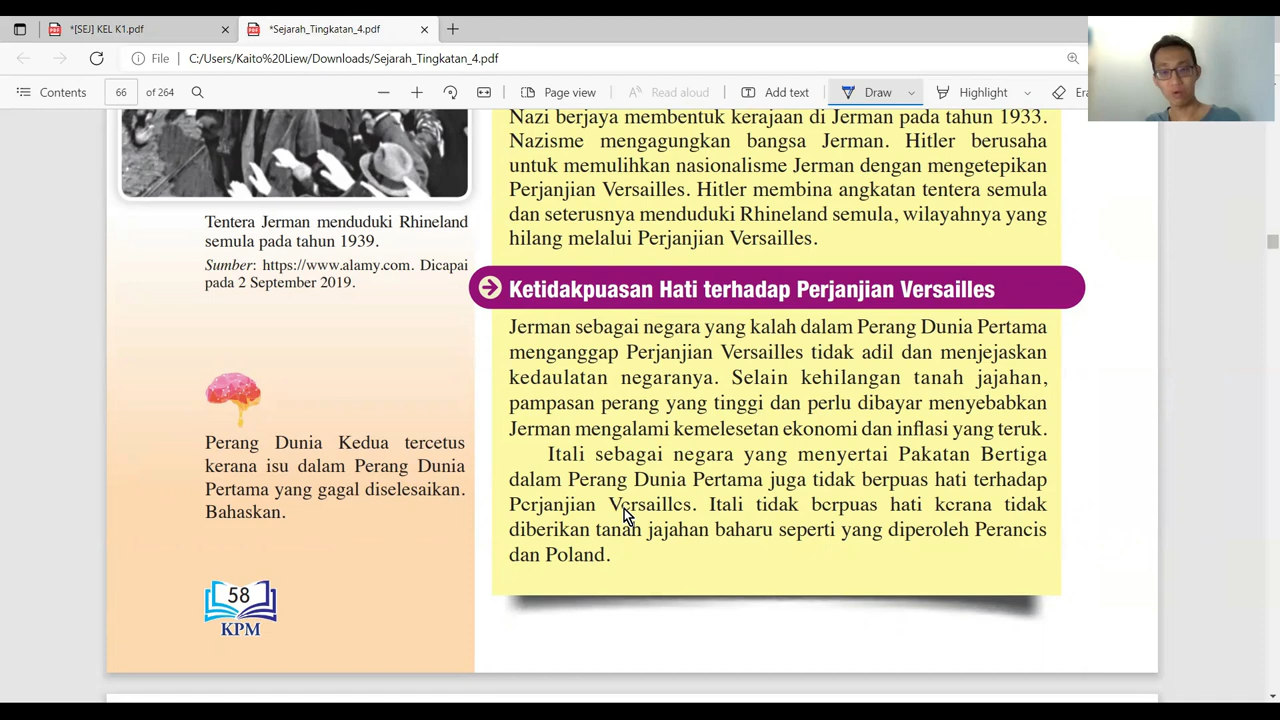 *[SEJ] KEL K1.pdf
*Sejarah_Tingkatan_4.pdf
File
C:/Users/Kaito%20Liew/Downloads/Sejarah_Tingkatan_4.pdf
Contents
66
of 264
Page view
Read aloud
Add text
Draw
Highlight
Era
Nazi berjaya membentuk kerajaan di Jerman pada tahun 1933.
Nazisme mengagungkan bangsa Jerman. Hitler berusaha
untuk memulihkan nasionalisme Jerman dengan mengetepikan
Perjanjian Versailles. Hitler membina angkatan tentera semula
dan seterusnya menduduki Rhineland semula, wilayahnya yang
hilang melalui Perjanjian Versailles.
Tentera Jerman menduduki Rhineland
semula pada tahun 1939.
Sumber: https://www.alamy.com. Dicapai
pada 2 September 2019.
Ketidakpuasan Hati terhadap Perjanjian Versailles
Jerman sebagai negara yang kalah dalam Perang Dunia Pertama
menganggap Perjanjian Versailles tidak adil dan menjejaskan
kedaulatan negaranya. Selain kehilangan tanah jajahan,
pampasan perang yang tinggi dan perlu dibayar menyebabkan
Jerman mengalami kemelesetan ekonomi dan inflasi yang teruk.
Itali sebagai negara yang menyertai Pakatan Bertiga
dalam Perang Dunia Pertama juga tidak berpuas hati terhadap
Perjanjian Versailles. Itali tidak berpuas hati kerana tidak
diberikan tanah jajahan baharu seperti yang diperoleh Perancis
dan Poland.
Perang Dunia Kedua tercetus
kerana isu dalam Perang Dunia
Pertama yang gagal diselesaikan.
Bahaskan.
58
KPM